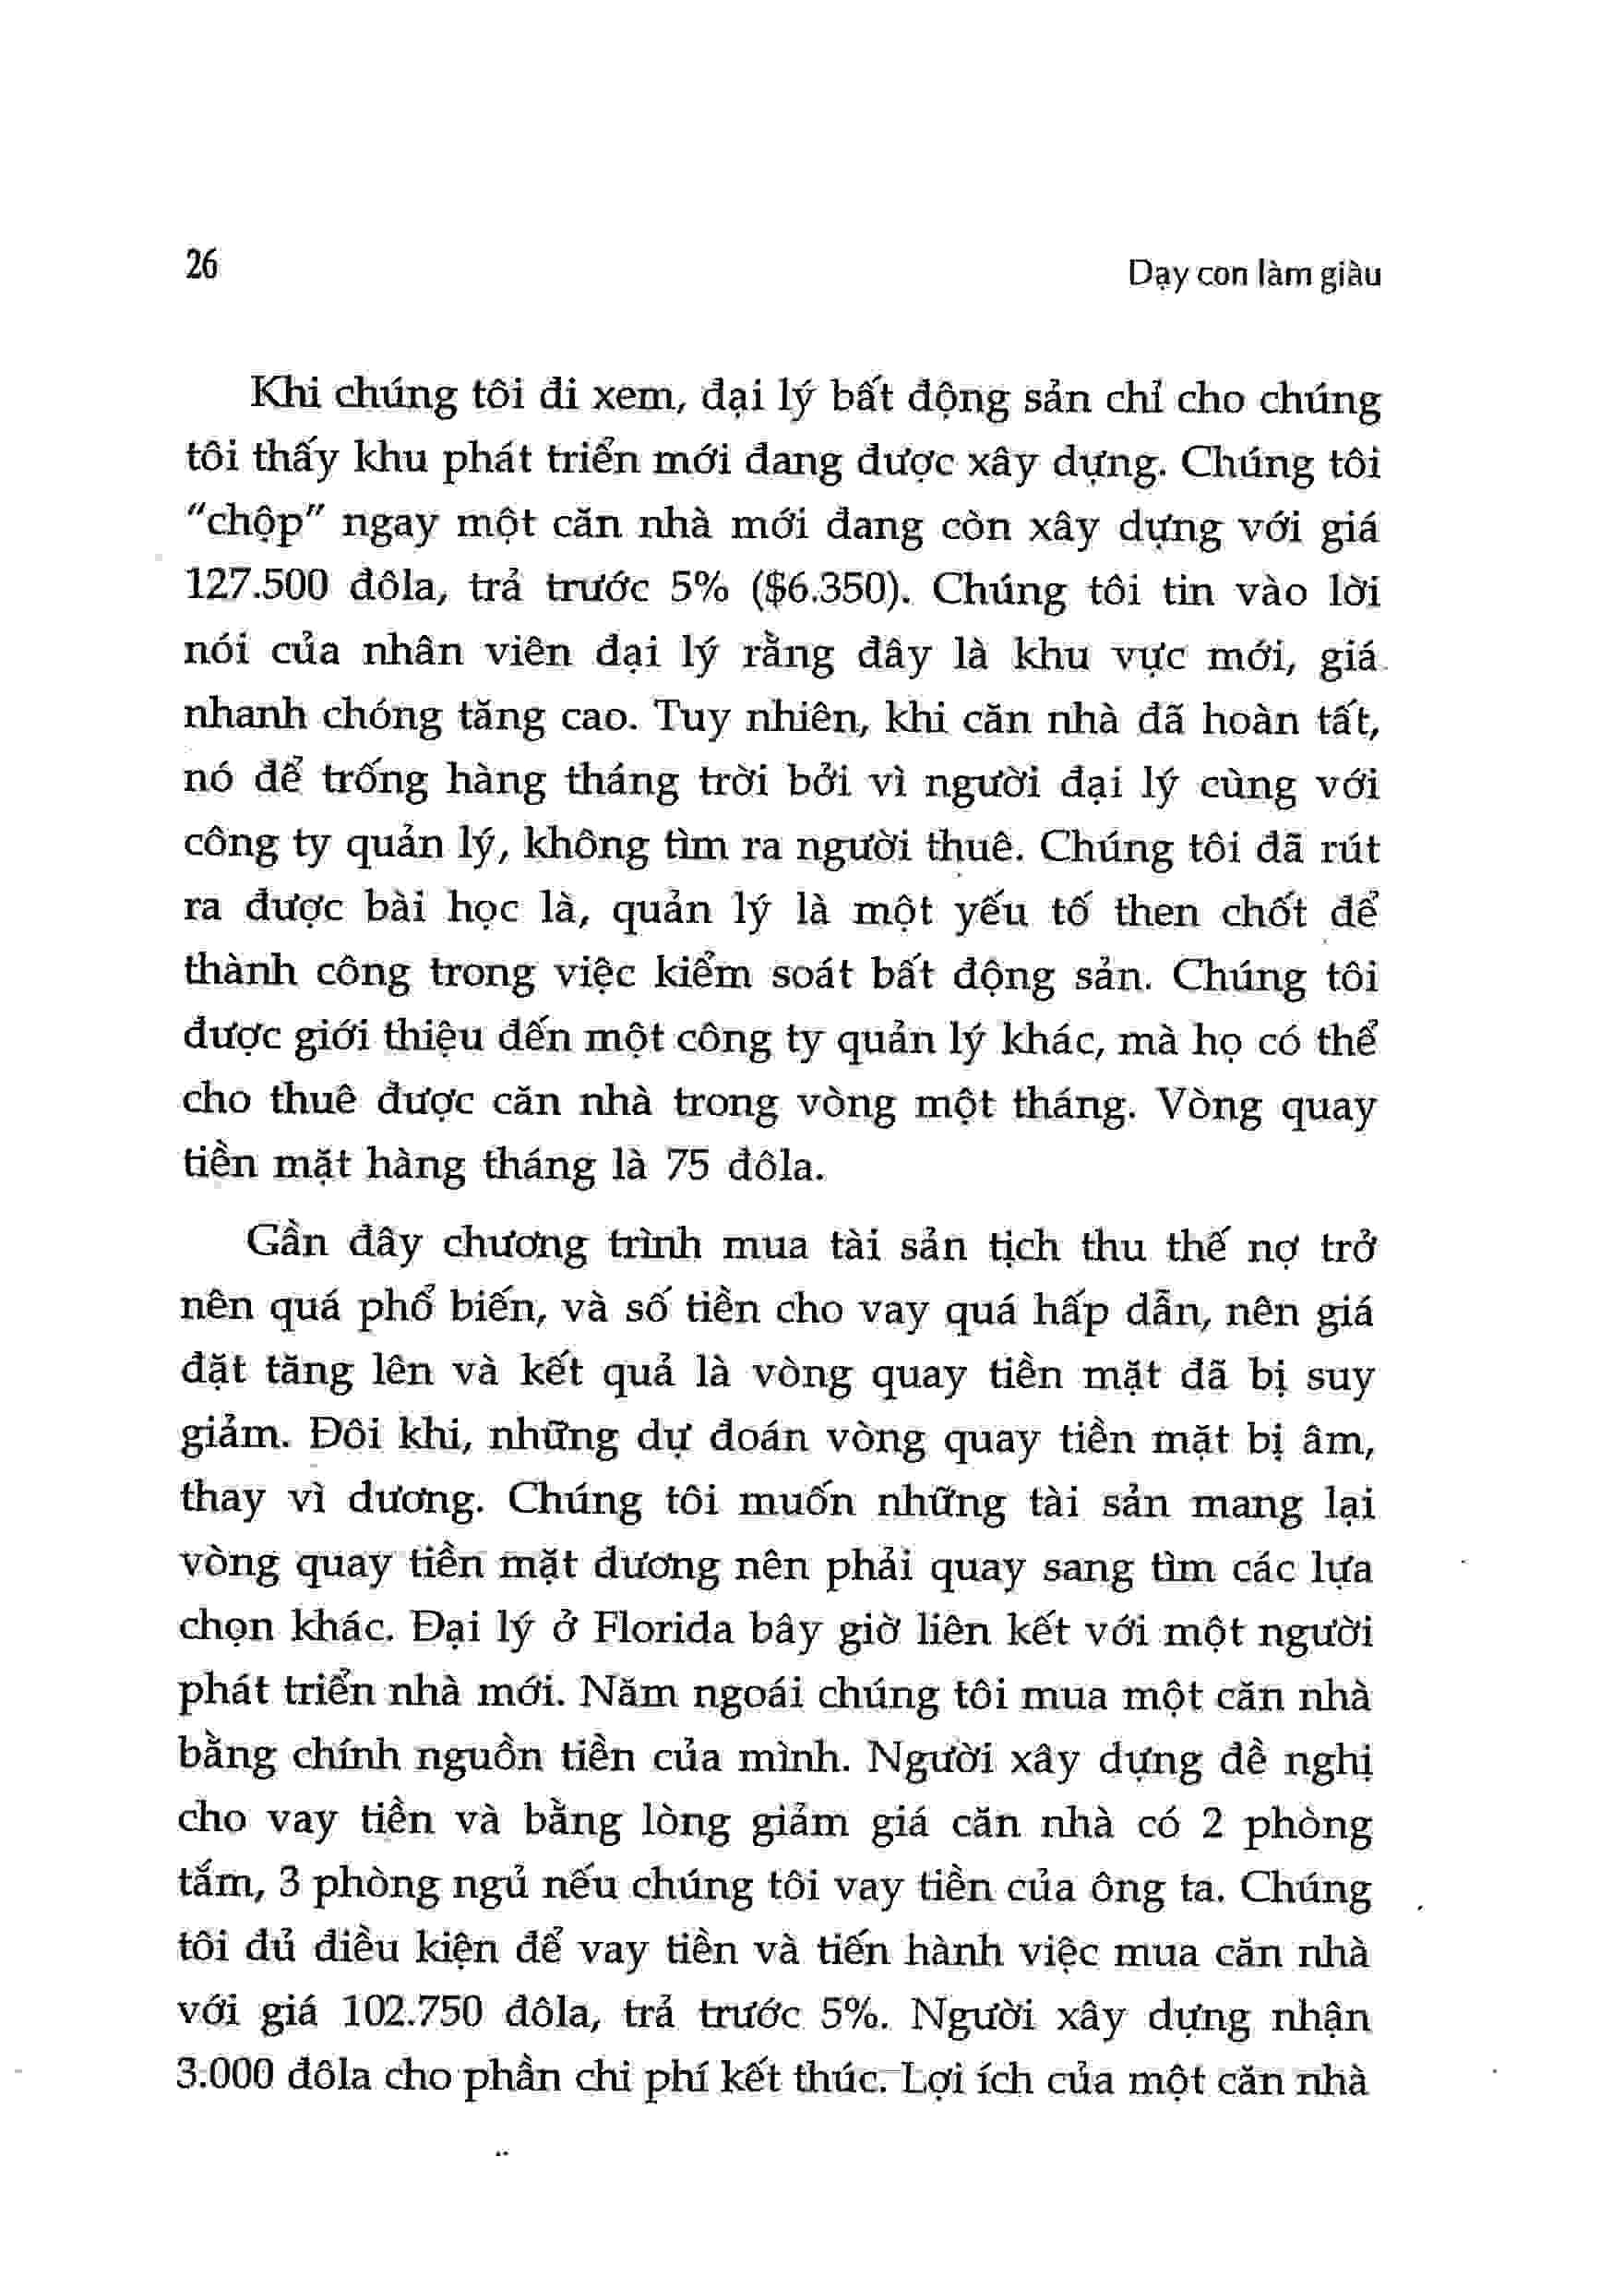 26
Dạy con làm giàu
Khi chúng tôi đi xem, đại lý bất động sản chỉ cho chúng
tôi thấy khu phát triển mới đang được xây dựng. Chúng tôi
“chộp” ngay một căn nhà mới đang còn xây dựng với giá
127.500 đôla, trả trước 5% ($6.350). Chúng tôi tin vào lời
nói của nhân viên đại lý rằng đây là khu vực mới, giá
nhanh chóng tăng cao. Tuy nhiên, khi căn nhà đã hoàn tất,
nó để trống hàng tháng trời bởi vì người đại lý cùng với
công ty quản lý, không tìm ra người thuê. Chúng tôi đã rút
ra được bài học là, quản lý là một yếu tố then chốt để
thành công trong việc kiểm soát bất động sản. Chúng tôi
được giới thiệu đến một công ty quản lý khác, mà họ có thể
cho thuê được căn nhà trong vòng một tháng. Vòng quay
tiền mặt hàng tháng là 75 đôla.
Gần đây chương trình mua tài sản tịch thu thế nợ trở
nên quá phổ biến, và số tiền cho vay quá hấp dẫn, nên giá
đặt tăng lên và kết quả là vòng quay tiền mặt đã bị suy
giảm. Đôi khi, những dự đoán vòng quay tiền mặt bị âm,
thay vì dương. Chúng tôi muốn những tài sản mang lại
vòng quay tiền mặt dương nên phải quay sang tìm các lựa
chọn khác. Đại lý ở Florida bây giờ liên kết với một người
phát triển nhà mới. Năm ngoái chúng tôi mua một căn nhà
bằng chính nguồn tiền của mình. Người xây dựng đề nghị
cho vay tiền và bằng lòng giảm giá căn nhà có 2 phòng
tắm, 3 phòng ngủ nếu chúng tôi vay tiền của ông ta. Chúng
tôi đủ điều kiện để vay tiền và tiến hành việc mua căn nhà
với giá 102.750 đôla, trả trước 5%. Người xây dựng nhận
3.000 đôla cho phần chi phí kết thúc. Lợi ích của một căn nhà